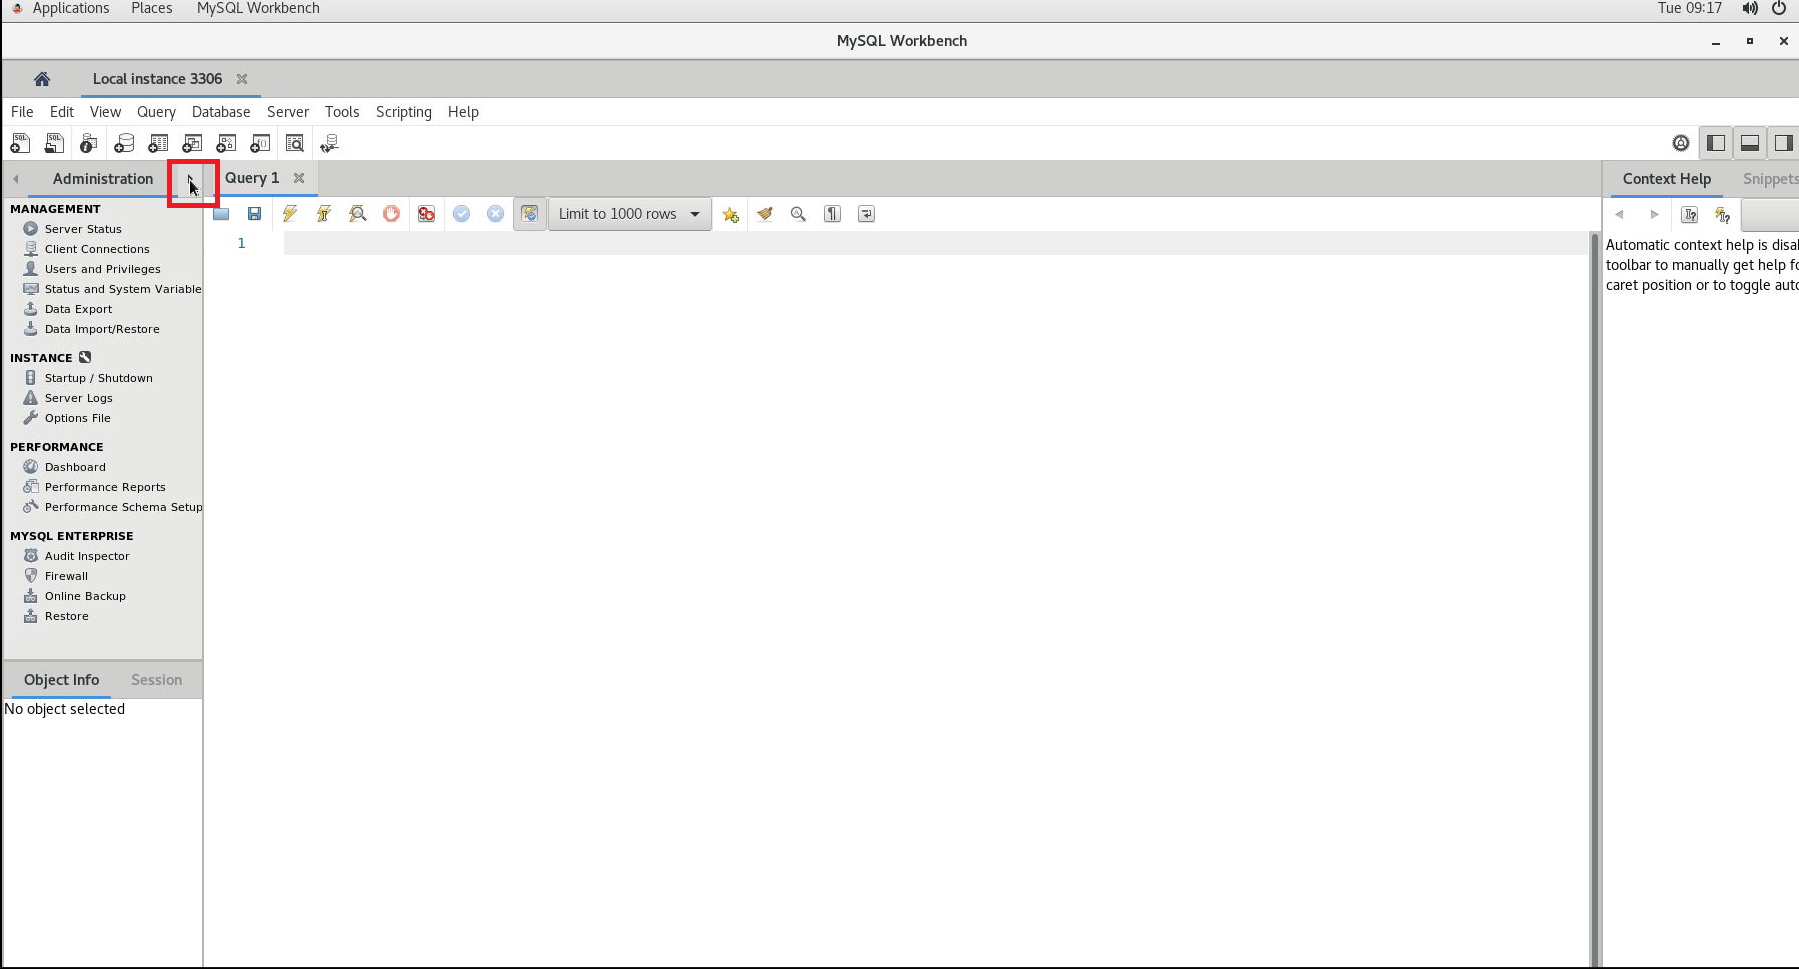 Applications Places MySQL Workbench Tue 09:17
MySQL Workbench
Local instance 3306
File Edit View Query Database Server Tools Scripting Help
Administration Query 1 Context Help Snippets
MANAGEMENT
Server Status
Client Connections
Users and Privileges
Status and System Variable
Data Export
Data Import/Restore
INSTANCE
Startup / Shutdown
Server Logs
Options File
PERFORMANCE
Dashboard
Performance Reports
Performance Schema Setup
MYSQL ENTERPRISE
Audit Inspector
Firewall
Online Backup
Restore
Object Info Session
No object selected
Limit to 1000 rows
1
Automatic context help is disa
toolbar to manually get help fo
caret position or to toggle auto